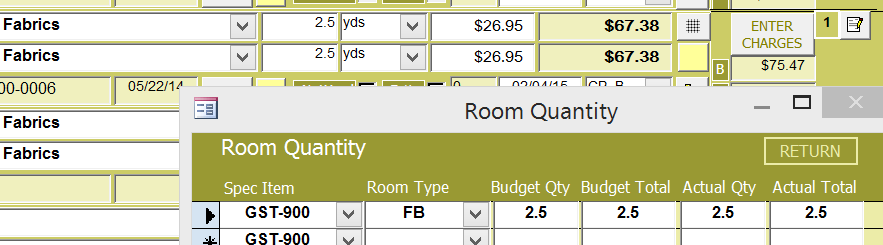 Fabrics 2.5 yds $26.95 $67.38 ENTER CHARGES 1
Fabrics 2.5 yds $26.95 $67.38 B $75.47
00-0006 05/22/14 0 02/04/15
Fabrics
Fabrics
Room Quantity
Room Quantity RETURN
Spec Item Room Type Budget Qty Budget Total Actual Qty Actual Total
GST-900 FB 2.5 2.5 2.5 2.5
GST-900